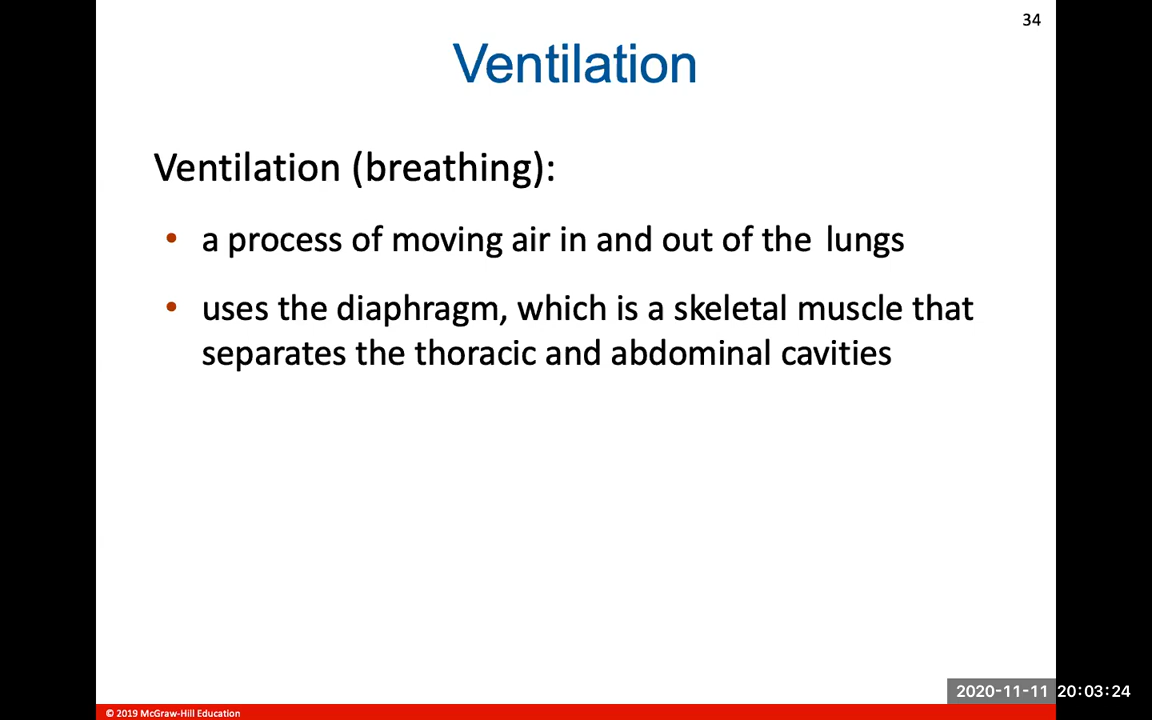 34
Ventilation
Ventilation (breathing):
• a process of moving air in and out of the lungs
• uses the diaphragm, which is a skeletal muscle that
separates the thoracic and abdominal cavities
2020-11-11 20:03:24
© 2019 McGraw-Hill Education